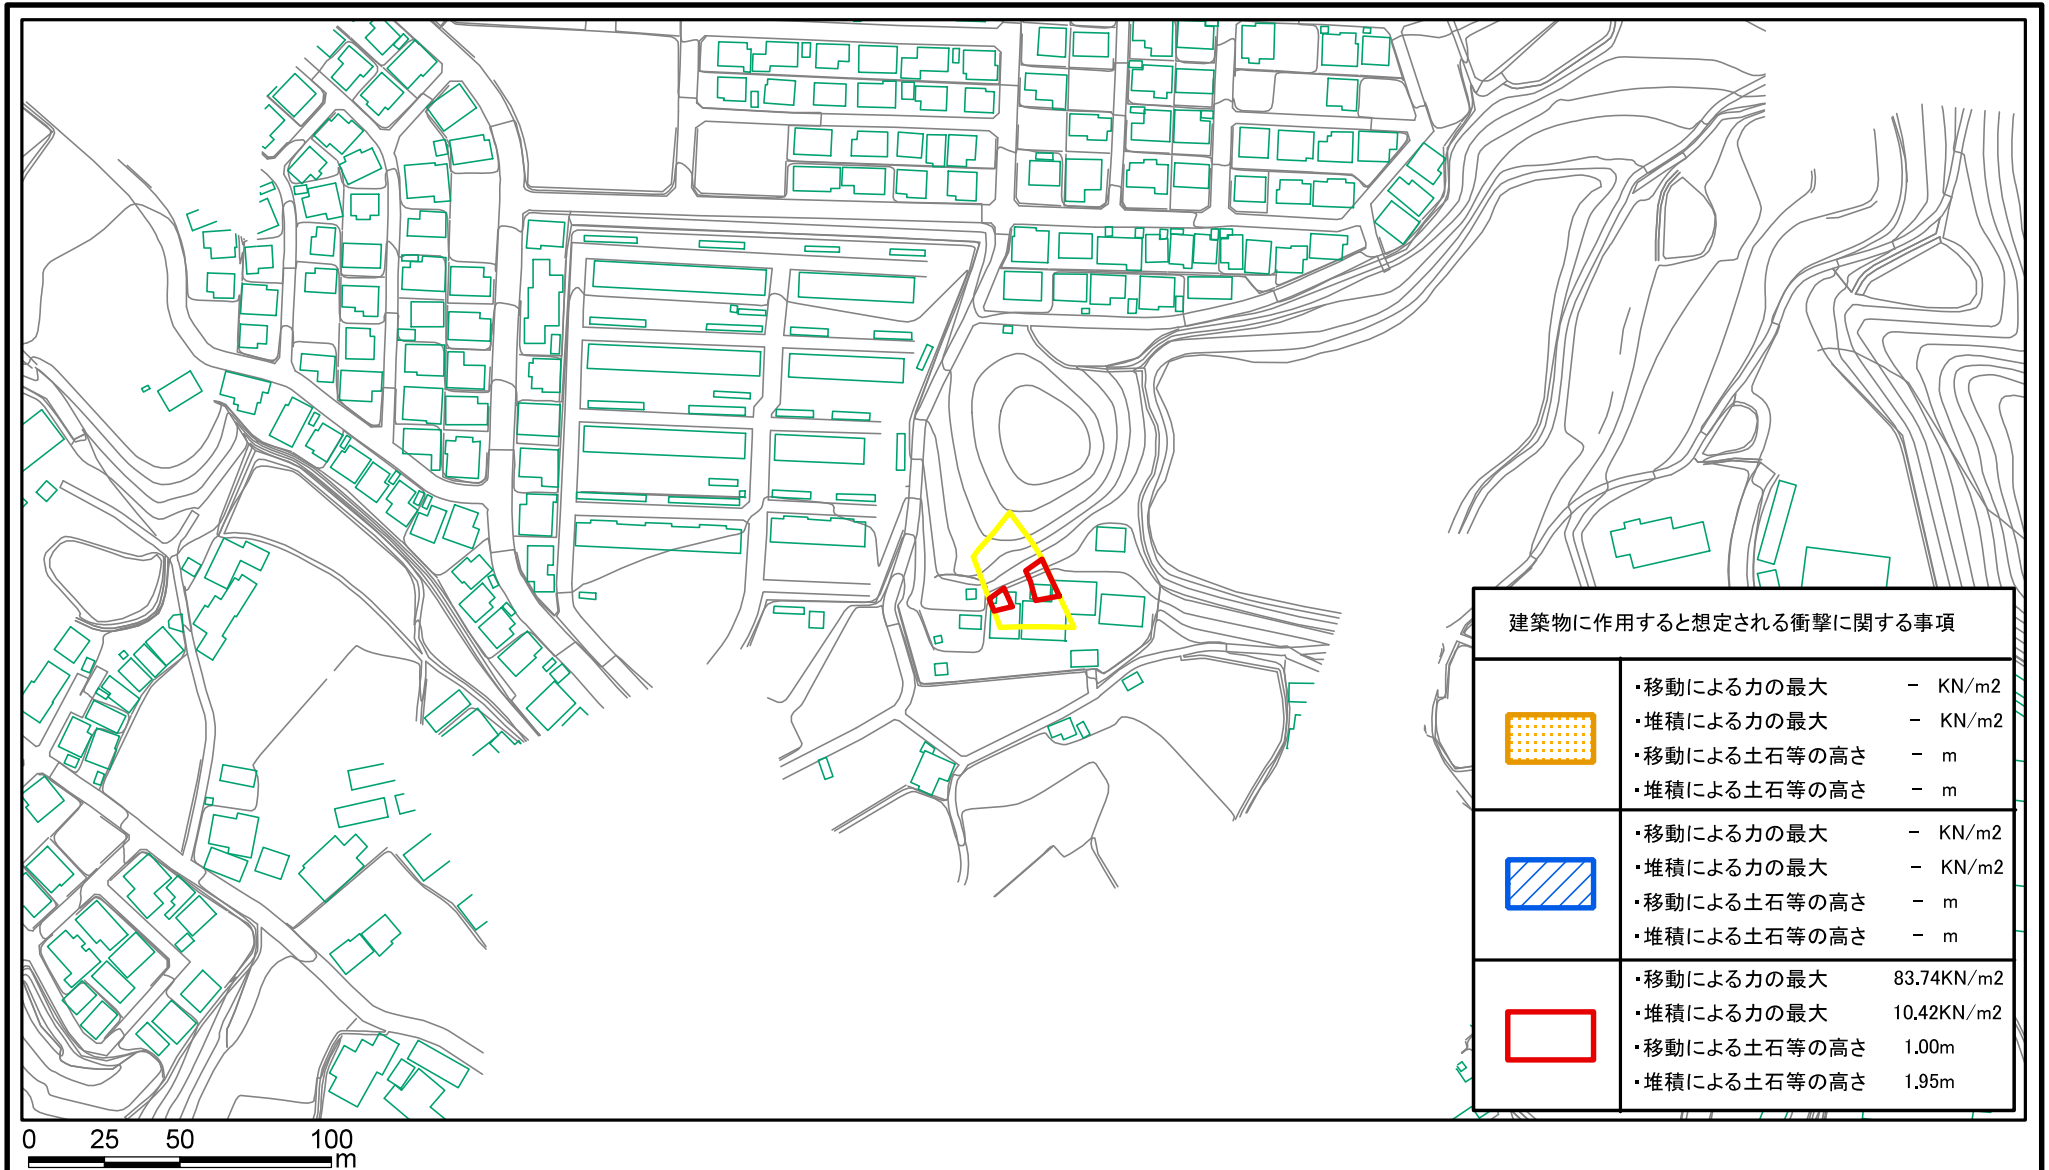 建築物に作用すると想定される衝撃に関する事項
・移動による力の最大 - KN/m2
・堆積による力の最大 - KN/m2
・移動による土石等の高さ - m
・堆積による土石等の高さ - m
・移動による力の最大 - KN/m2
・堆積による力の最大 - KN/m2
・移動による土石等の高さ - m
・堆積による土石等の高さ - m
・移動による力の最大 83.74KN/m2
・堆積による力の最大 10.42KN/m2
・移動による土石等の高さ 1.00m
・堆積による土石等の高さ 1.95m
0 25 50 100
m